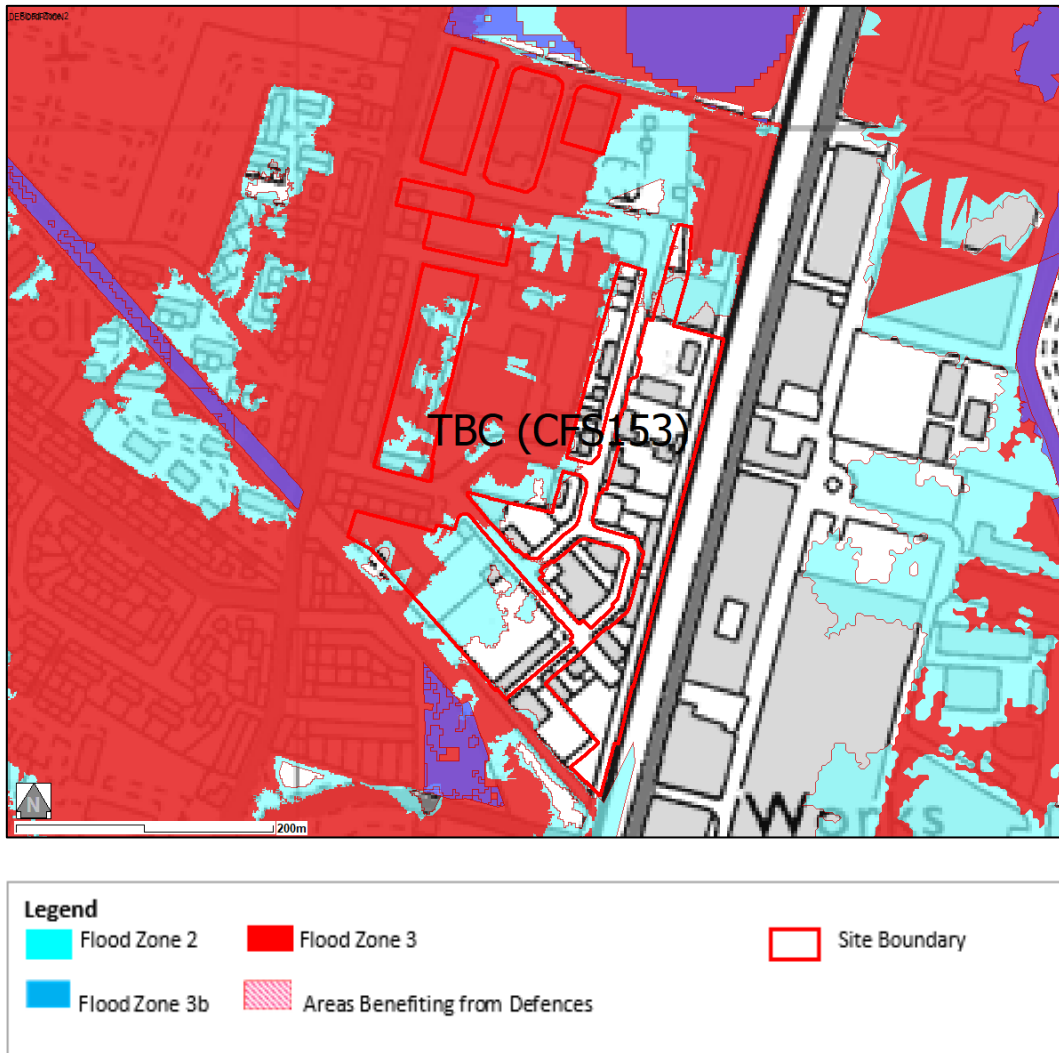 TBC (CFS153)
N
200m
Works
Legend
Flood Zone 2
Flood Zone 3
Site Boundary
Flood Zone 3b
Areas Benefiting from Defences